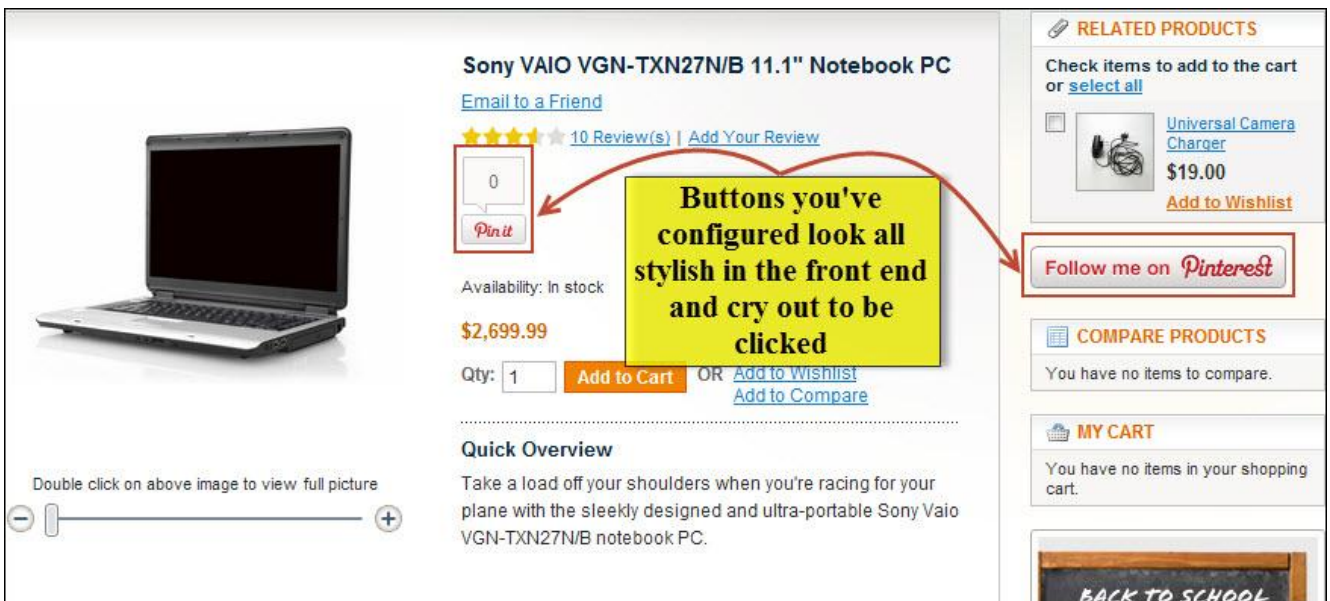 Sony VAIO VGN-TXN27N/B 11.1" Notebook PC
Email to a Friend
10 Review(s) | Add Your Review
0
Pin it
Buttons you've
configured look all
stylish in the front end
and cry out to be
clicked
Availability: In stock
$2,699.99
Qty: 1 Add to Cart OR Add to Wishlist
Add to Compare
Quick Overview
Take a load off your shoulders when you're racing for your
plane with the sleekly designed and ultra-portable Sony Vaio
VGN-TXN27N/B notebook PC.
Double click on above image to view full picture
RELATED PRODUCTS
Check items to add to the cart
or select all
Universal Camera
Charger
$19.00
Add to Wishlist
Follow me on Pinterest
COMPARE PRODUCTS
You have no items to compare.
MY CART
You have no items in your shopping
cart.
BACK TO SCHOOL